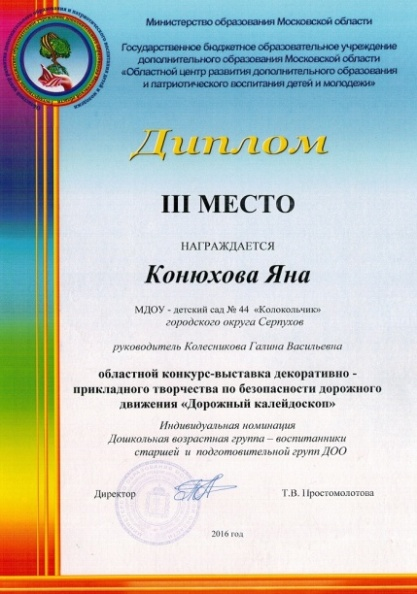 Министерство образования Московской области
Государственное бюджетное образовательное учреждение
дополнительного образования Московской области
«Областной центр развития дополнительного образования
и патриотического воспитания детей и молодежи»
Диплом
III МЕСТО
НАГРАЖДАЕТСЯ
Конюхова Яна
МДОУ - детский сад № 44 «Колокольчик»
городского округа Серпухов
руководитель Колесникова Галина Васильевна
областной конкурс-выставка декоративно -
прикладного творчества по безопасности дорожного
движения «Дорожный калейдоскоп»
Индивидуальная номинация
Дошкольная возрастная группа – воспитанники
старшей и подготовительной групп ДОО
Директор
Т.В. Простомолотова
2016 год